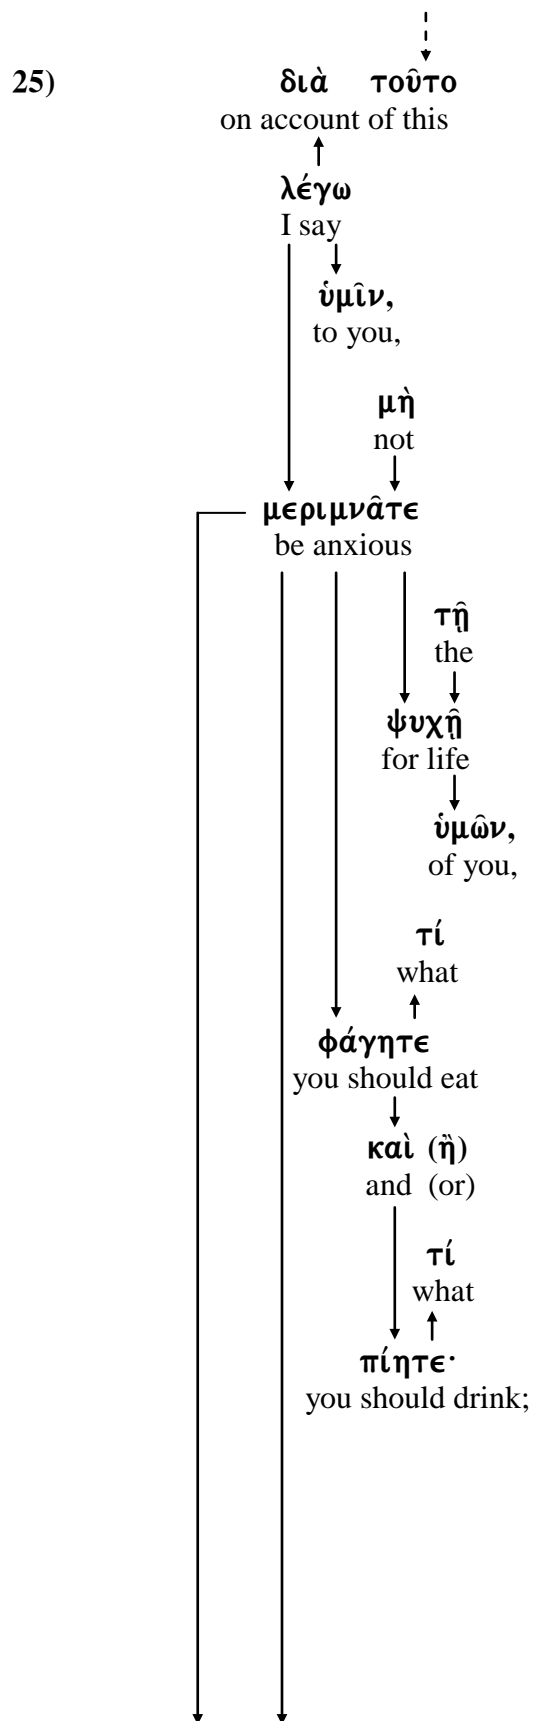 25) διὰ τοῦτο
on account of this
λέγω
I say
ὑμῖν,
to you,
μὴ
not
μεριμνᾶτε
be anxious
τῇ
the
ψυχῇ
for life
ὑμῶν,
of you,
τί
what
φάγητε
you should eat
καὶ (ἢ)
and (or)
τί
what
πίητε·
you should drink;